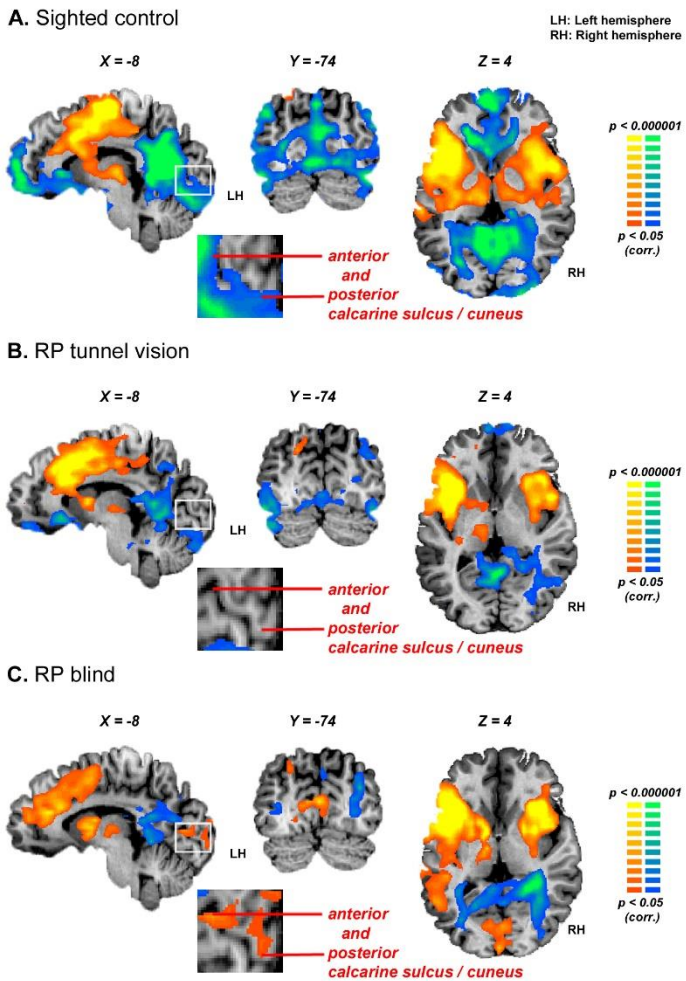 A. Sighted control
LH: Left hemisphere
RH: Right hemisphere
X = -8
Y = -74
Z = 4
p < 0.000001
p < 0.05
(corr.)
LH
RH
anterior
and
posterior
calcarine sulcus / cuneus
B. RP tunnel vision
X = -8
Y = -74
Z = 4
p < 0.000001
p < 0.05
(corr.)
LH
RH
anterior
and
posterior
calcarine sulcus / cuneus
C. RP blind
X = -8
Y = -74
Z = 4
p < 0.000001
p < 0.05
(corr.)
LH
RH
anterior
and
posterior
calcarine sulcus / cuneus